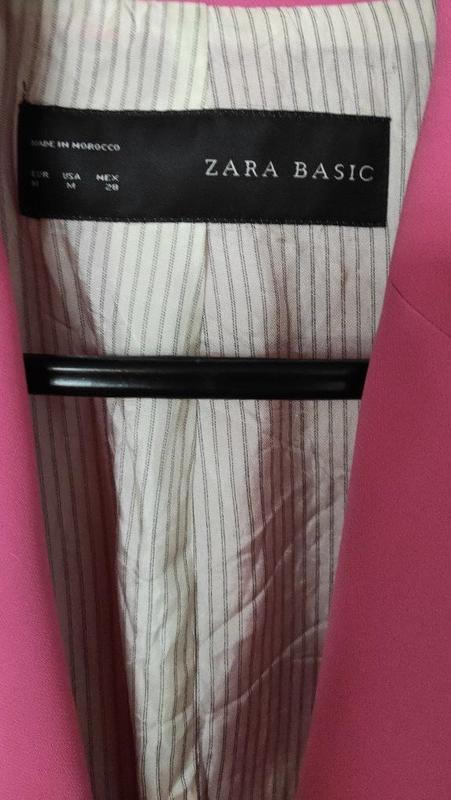 MADE IN MOROCCO
ZARA BASIC
EUR USA MEX
M M 28